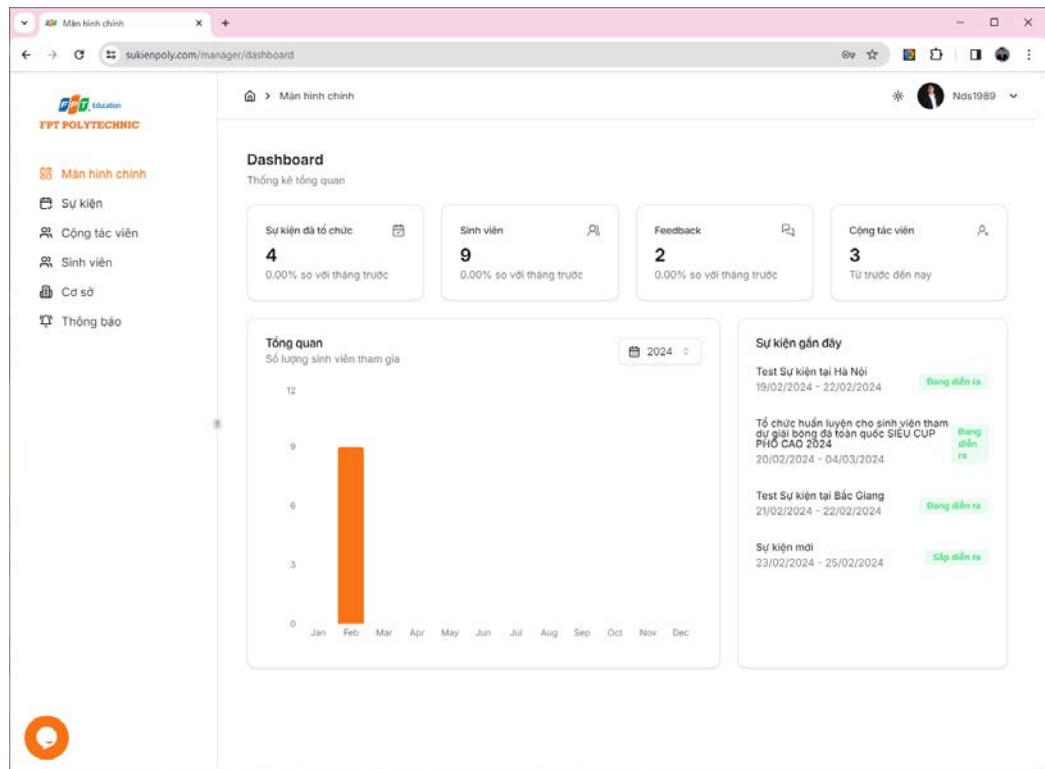 Màn hình chính
sukienpoly.com/manager/dashboard
FPT Education
FPT POLYTECHNIC
Màn hình chính
Nds1989
Màn hình chính
Sự kiện
Cộng tác viên
Sinh viên
Cơ sở
Thông báo
Dashboard
Thống kê tổng quan
Sự kiện đã tổ chức
4
0.00% so với tháng trước
Sinh viên
9
0.00% so với tháng trước
Feedback
2
0.00% so với tháng trước
Cộng tác viên
3
Từ trước đến nay
Tổng quan
Số lượng sinh viên tham gia
2024
12
9
6
3
0
Jan Feb Mar Apr May Jun Jul Aug Sep Oct Nov Dec
Sự kiện gần đây
Test Sự kiện tại Hà Nội
19/02/2024 - 22/02/2024
Đang diễn ra
Tổ chức huấn luyện cho sinh viên tham
dự giải bóng đá toàn quốc SIÊU CUP
PHỐ CAO 2024
20/02/2024 - 04/03/2024
Đang
diễn
ra
Test Sự kiện tại Bắc Giang
21/02/2024 - 22/02/2024
Đang diễn ra
Sự kiện mới
23/02/2024 - 25/02/2024
Sắp diễn ra